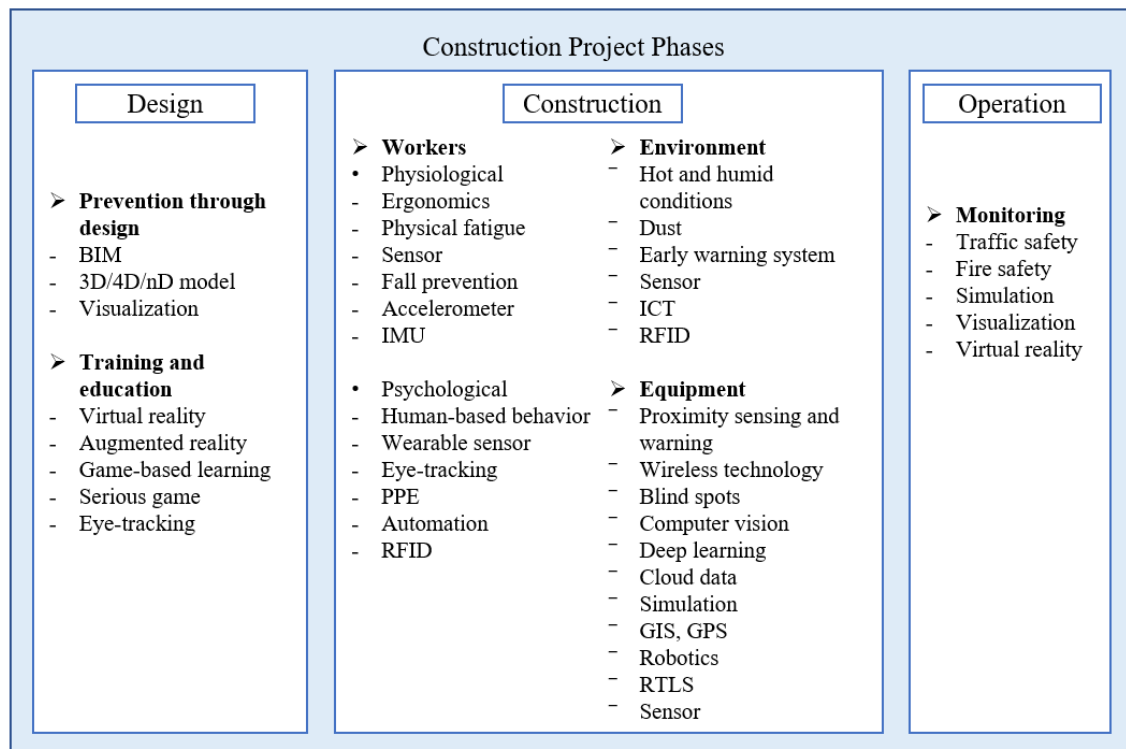 Construction Project Phases
Design
➢ Prevention through
design
- BIM
- 3D/4D/nD model
- Visualization
➢ Training and
education
- Virtual reality
- Augmented reality
- Game-based learning
- Serious game
- Eye-tracking
Construction
➢ Workers
• Physiological
- Ergonomics
- Physical fatigue
- Sensor
- Fall prevention
- Accelerometer
- IMU
• Psychological
- Human-based behavior
- Wearable sensor
- Eye-tracking
- PPE
- Automation
- RFID
➢ Environment
- Hot and humid
conditions
- Dust
- Early warning system
- Sensor
- ICT
- RFID
➢ Equipment
- Proximity sensing and
warning
- Wireless technology
- Blind spots
- Computer vision
- Deep learning
- Cloud data
- Simulation
- GIS, GPS
- Robotics
- RTLS
- Sensor
Operation
➢ Monitoring
- Traffic safety
- Fire safety
- Simulation
- Visualization
- Virtual reality